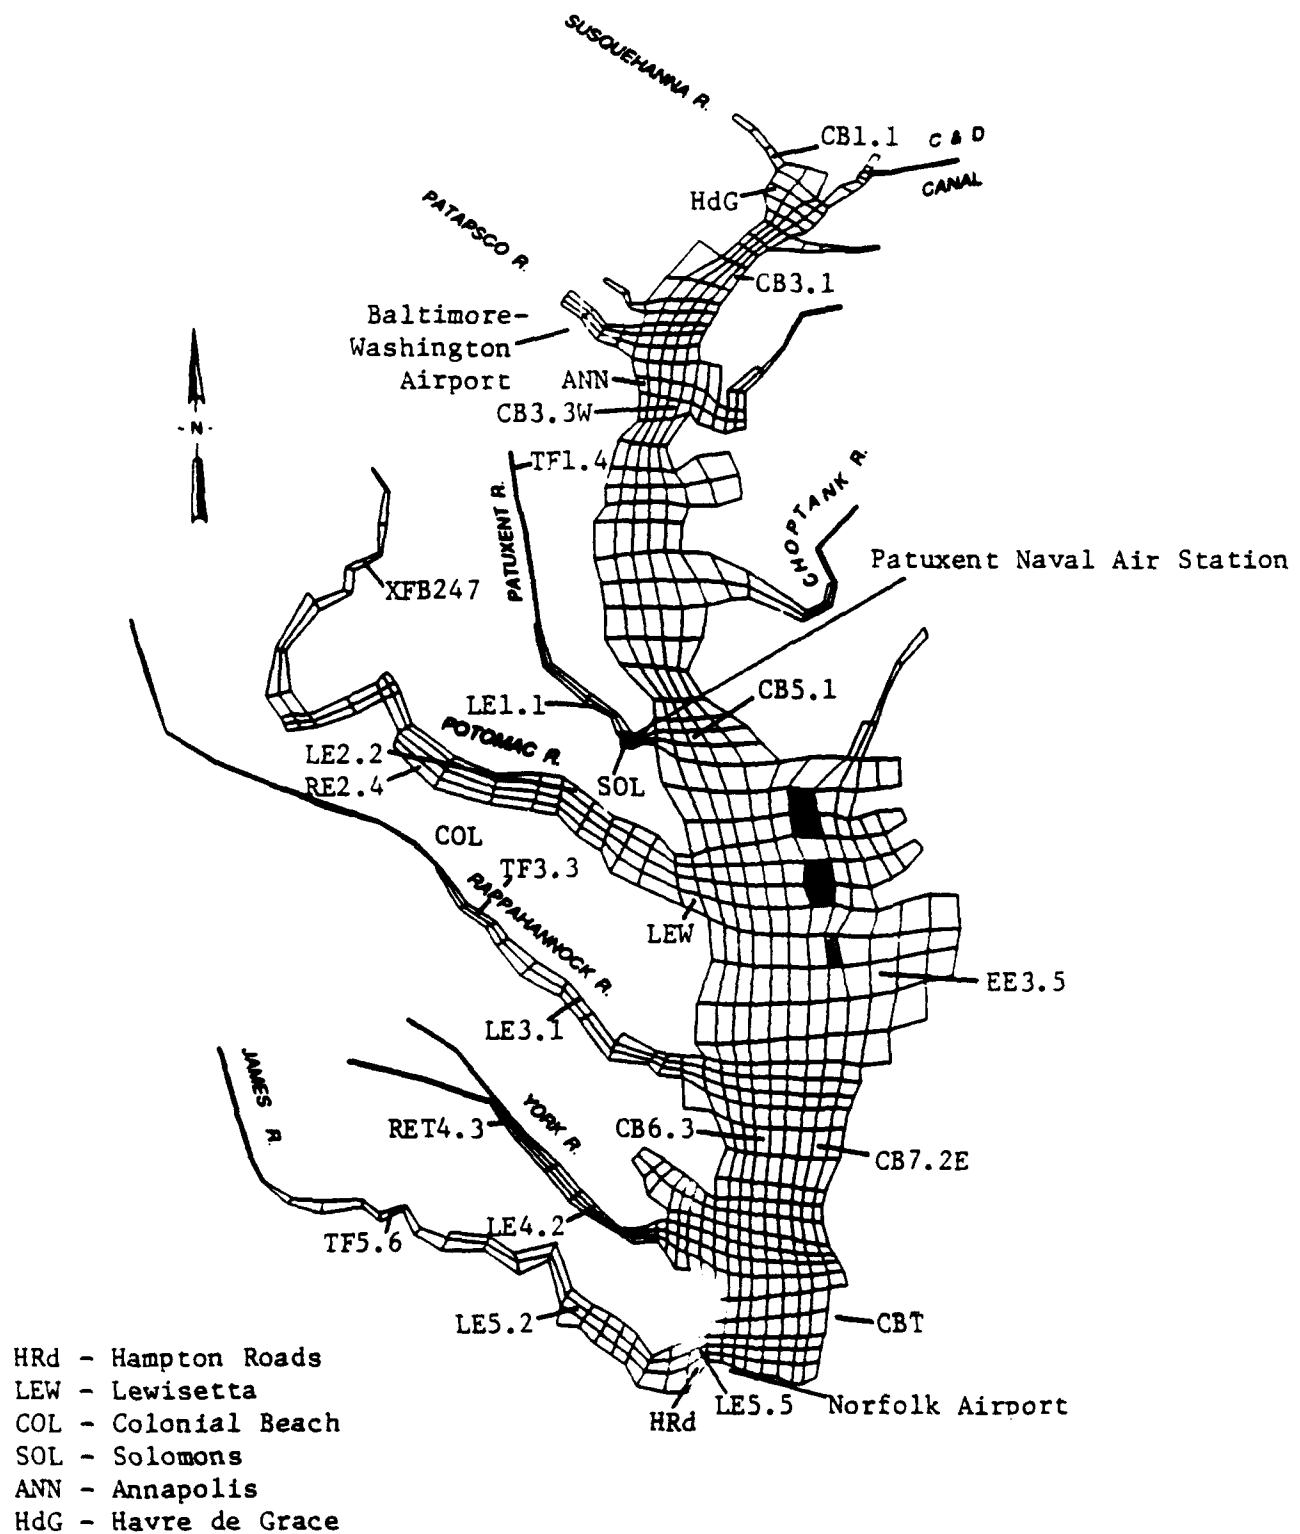 SUSQUEHANNA R.
CB1.1
C & D
CANAL
HdG
PATAPSCO R.
CB3.1
Baltimore-
Washington
Airport
ANN
CB3.3W
- N -
TF1.4
PATUXENT R.
CHOPTANK R.
Patuxent Naval Air Station
XFB247
CB5.1
LE1.1
POTOMAC R.
LE2.2
RE2.4
SOL
COL
TF3.3
RAPPAHANNOCK R.
LEW
EE3.5
LE3.1
JAMES R.
YORK R.
RET4.3
CB6.3
CB7.2E
LE4.2
TF5.6
LE5.2
CBT
LE5.5
Norfolk Airport
HRd
HRd - Hampton Roads
LEW - Lewisetta
COL - Colonial Beach
SOL - Solomons
ANN - Annapolis
HdG - Havre de Grace